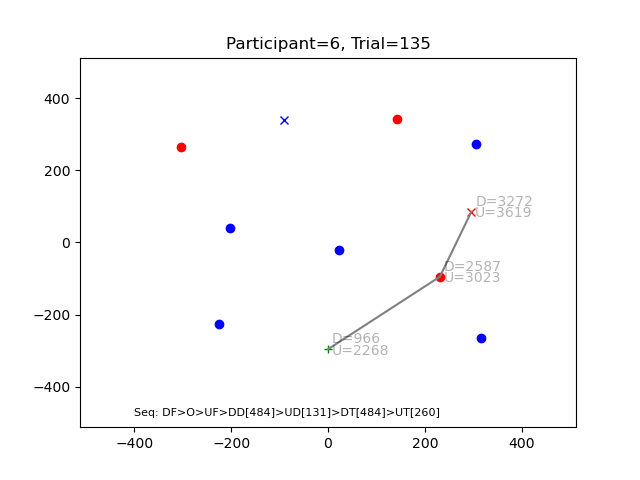 Participant=6, Trial=135
400
200
0
−200
−400
D=3272
U=3619
D=2587
U=3023
D=966
U=2268
Seq: DF>O>UF>DD[484]>UD[131]>DT[484]>UT[260]
−400 −200 0 200 400